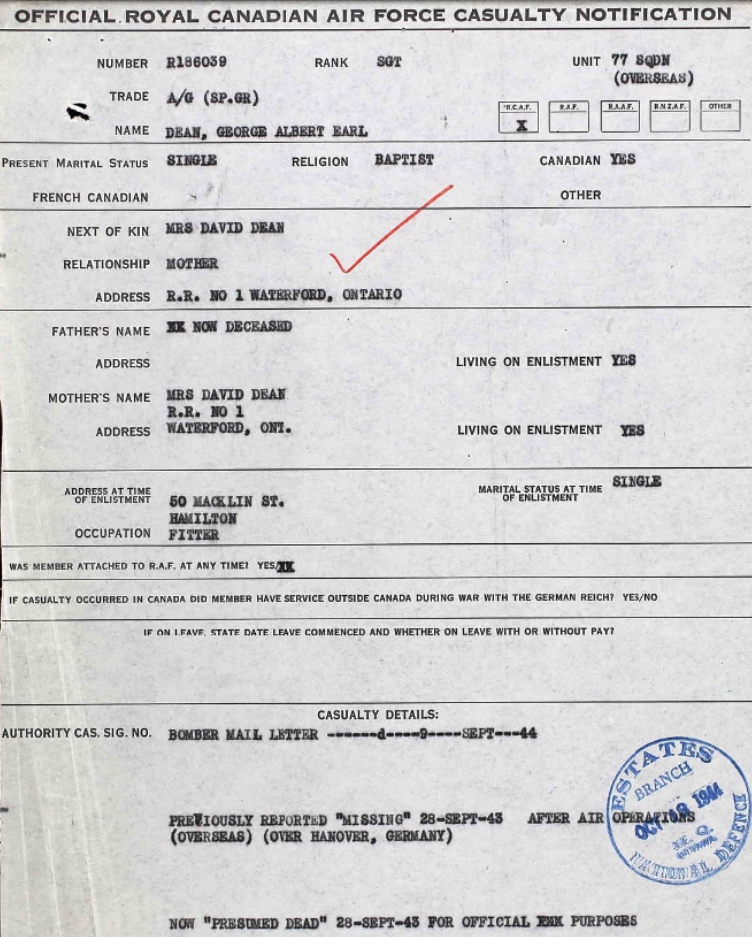 OFFICIAL ROYAL CANADIAN AIR FORCE CASUALTY NOTIFICATION
NUMBER R186039 RANK SGT UNIT 77 SQDN
(OVERSEAS)
TRADE A/G (SP.GR)
R.C.A.F. R.A.F. R.A.A.F. R.N.Z.A.F. OTHER
X
NAME DEAN, GEORGE ALBERT EARL
PRESENT MARITAL STATUS SINGLE RELIGION BAPTIST CANADIAN YES
FRENCH CANADIAN OTHER
NEXT OF KIN MRS DAVID DEAN
RELATIONSHIP MOTHER
ADDRESS R.R. NO 1 WATERFORD, ONTARIO
FATHER'S NAME XX NOW DECEASED
ADDRESS LIVING ON ENLISTMENT YES
MOTHER'S NAME MRS DAVID DEAN
R.R. NO 1
ADDRESS WATERFORD, ONT. LIVING ON ENLISTMENT YES
ADDRESS AT TIME OF ENLISTMENT 50 MACKLIN ST. MARITAL STATUS AT TIME OF ENLISTMENT SINGLE
HAMILTON
OCCUPATION FITTER
WAS MEMBER ATTACHED TO R.A.F. AT ANY TIME? YES/XX
IF CASUALTY OCCURRED IN CANADA DID MEMBER HAVE SERVICE OUTSIDE CANADA DURING WAR WITH THE GERMAN REICH? YES/NO
IF ON LEAVE, STATE DATE LEAVE COMMENCED AND WHETHER ON LEAVE WITH OR WITHOUT PAY?
CASUALTY DETAILS:
AUTHORITY CAS. SIG. NO. BOMBER MAIL LETTER ------d----9----SEPT---44
PREVIOUSLY REPORTED "MISSING" 28-SEPT-43 AFTER AIR OPERATIONS
(OVERSEAS) (OVER HANOVER, GERMANY)
ESTATES
BRANCH
OCT 1944
NATIONAL DEFENCE
NOW "PRESUMED DEAD" 28-SEPT-43 FOR OFFICIAL PURPOSES